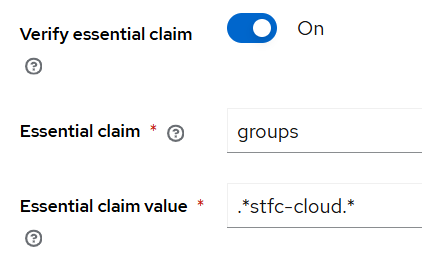 Verify essential claim On
Essential claim * groups
Essential claim value * .*stfc-cloud.*